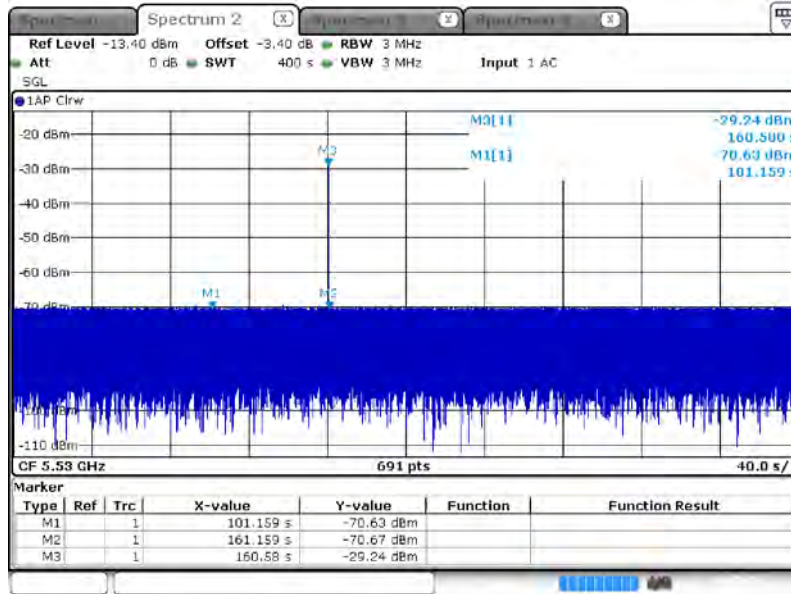 Spectrum 2 X X X
Ref Level -13.40 dBm Offset -3.40 dB RBW 3 MHz
Att 0 dB SWT 400 s VBW 3 MHz Input 1 AC
SGL
1AP Clrw
M3[1] -29.24 dBm
160.580 s
M1[1] -70.63 dBm
101.159 s
-20 dBm
M3
-30 dBm
-40 dBm
-50 dBm
-60 dBm
M1 M2
-70 dBm
-110 dBm
CF 5.53 GHz 691 pts 40.0 s/
Marker
Type Ref Trc X-value Y-value Function Function Result
M1 1 101.159 s -70.63 dBm
M2 1 161.159 s -70.67 dBm
M3 1 160.58 s -29.24 dBm